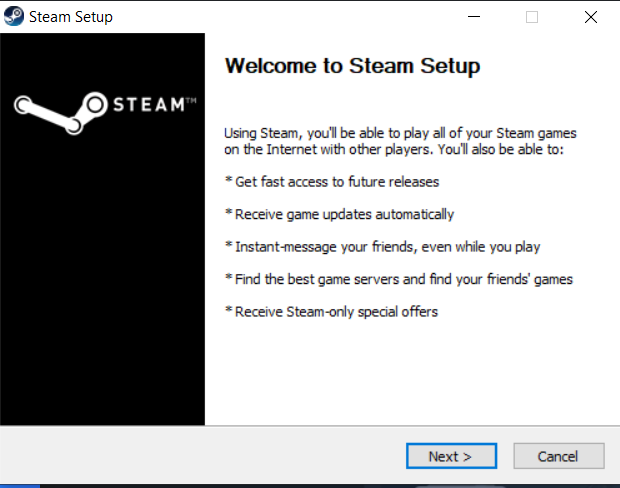 Steam Setup
STEAM™
Welcome to Steam Setup
Using Steam, you'll be able to play all of your Steam games
on the Internet with other players. You'll also be able to:
* Get fast access to future releases
* Receive game updates automatically
* Instant-message your friends, even while you play
* Find the best game servers and find your friends' games
* Receive Steam-only special offers
Next >
Cancel